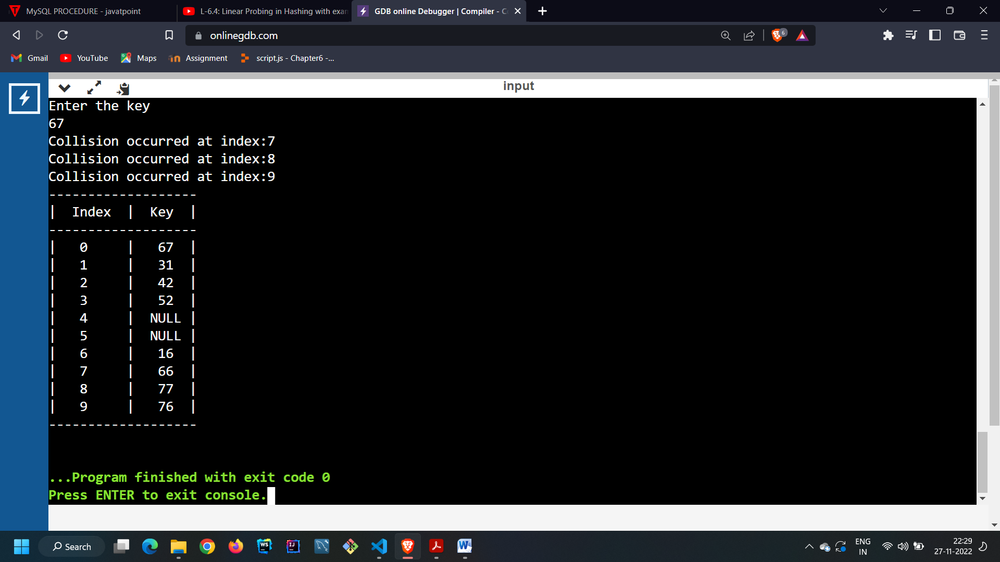 MySQL PROCEDURE - javatpoint
L-6.4: Linear Probing in Hashing with exam
GDB online Debugger | Compiler - C
onlinegdb.com
6
Gmail
YouTube
Maps
Assignment
script.js - Chapter6 -...
input
Enter the key
67
Collision occurred at index:7
Collision occurred at index:8
Collision occurred at index:9
-------------------
|  Index  |  Key  |
-------------------
|   0     |   67  |
|   1     |   31  |
|   2     |   42  |
|   3     |   52  |
|   4     |  NULL |
|   5     |  NULL |
|   6     |   16  |
|   7     |   66  |
|   8     |   77  |
|   9     |   76  |
-------------------
...Program finished with exit code 0
Press ENTER to exit console.
Search
WS
IJ
W
ENG
IN
22:29
27-11-2022